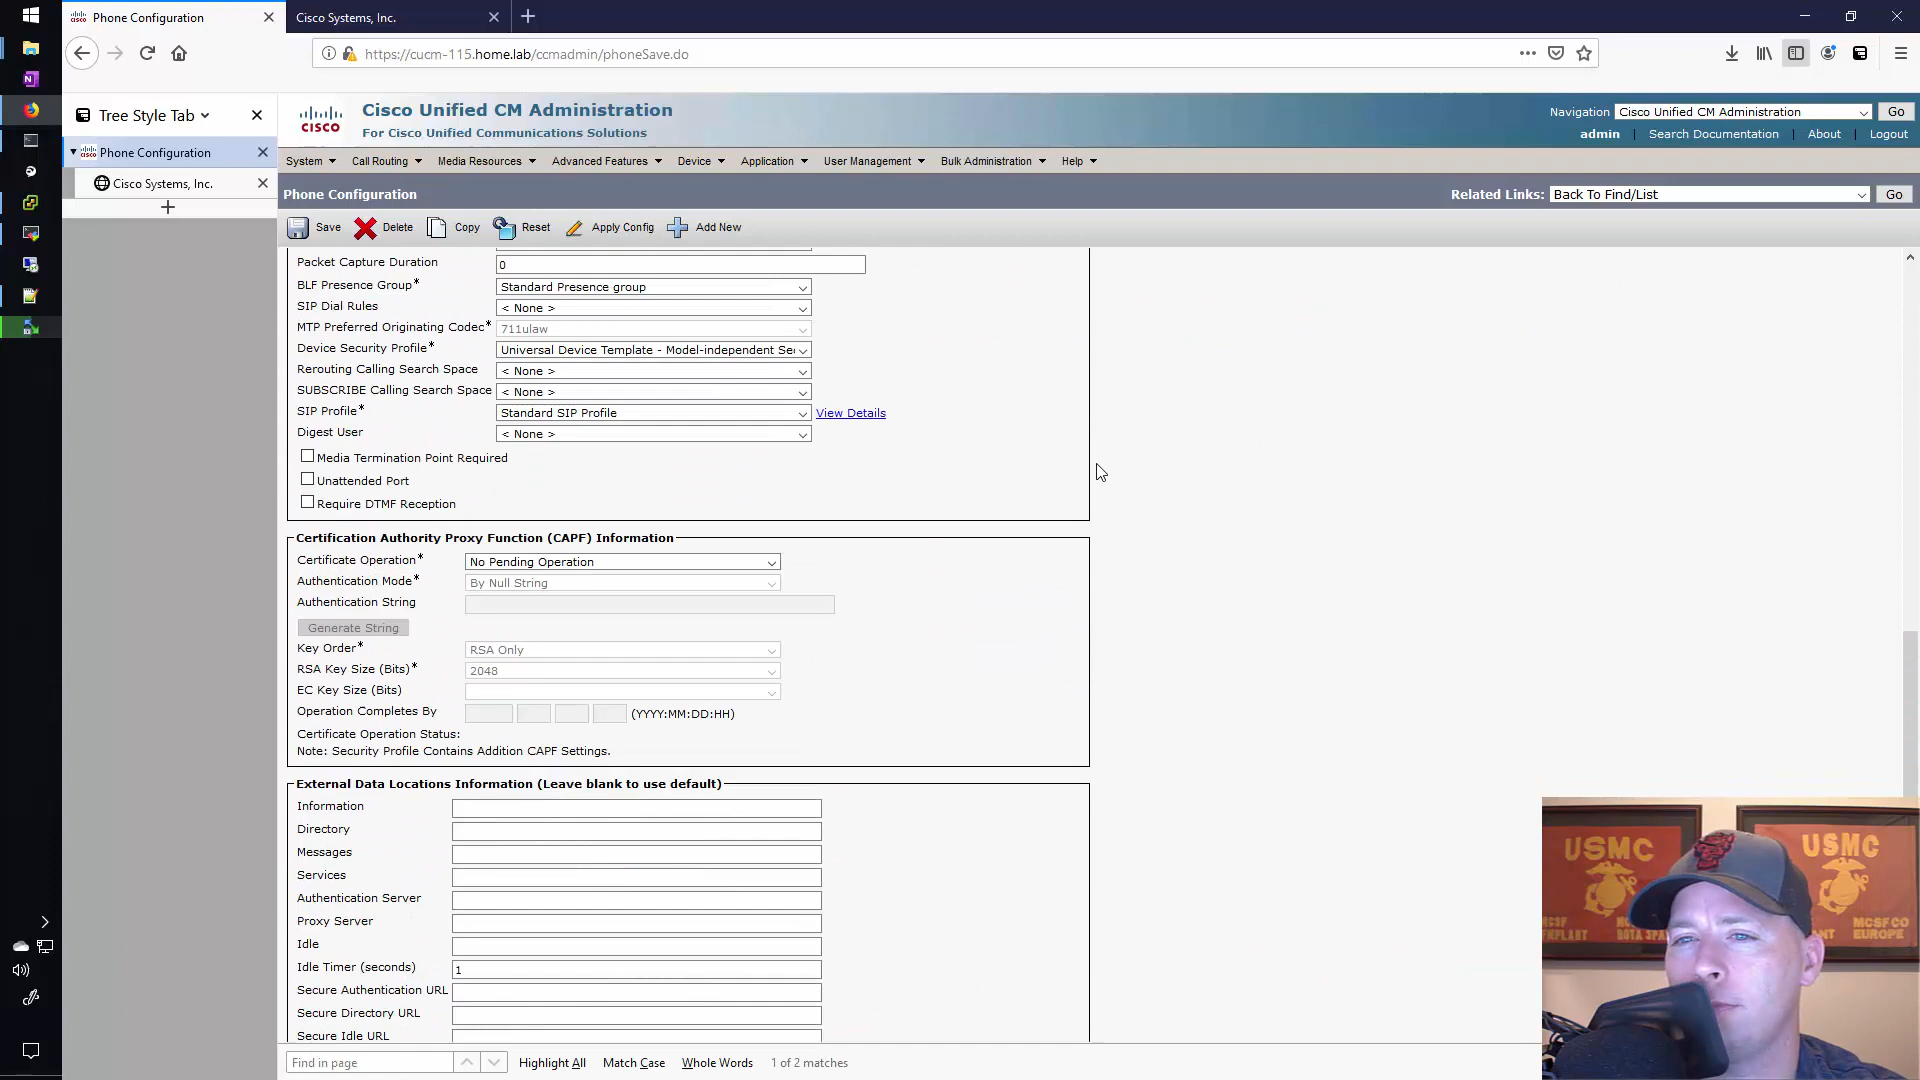 Phone Configuration
Cisco Systems, Inc.
https://cucm-115.home.lab/ccmadmin/phoneSave.do
Tree Style Tab
Phone Configuration
Cisco Systems, Inc.
CISCO
Cisco Unified CM Administration
For Cisco Unified Communications Solutions
Navigation Cisco Unified CM Administration Go
admin | Search Documentation | About | Logout
System Call Routing Media Resources Advanced Features Device Application User Management Bulk Administration Help
Phone Configuration
Related Links: Back To Find/List Go
Save Delete Copy Reset Apply Config Add New
Packet Capture Duration 0
BLF Presence Group* Standard Presence group
SIP Dial Rules < None >
MTP Preferred Originating Codec* 711ulaw
Device Security Profile* Universal Device Template - Model-independent Sec
Rerouting Calling Search Space < None >
SUBSCRIBE Calling Search Space < None >
SIP Profile* Standard SIP Profile View Details
Digest User < None >
Media Termination Point Required
Unattended Port
Require DTMF Reception
Certification Authority Proxy Function (CAPF) Information
Certificate Operation* No Pending Operation
Authentication Mode* By Null String
Authentication String
Generate String
Key Order* RSA Only
RSA Key Size (Bits)* 2048
EC Key Size (Bits)
Operation Completes By (YYYY:MM:DD:HH)
Certificate Operation Status:
Note: Security Profile Contains Addition CAPF Settings.
External Data Locations Information (Leave blank to use default)
Information
Directory
Messages
Services
Authentication Server
Proxy Server
Idle
Idle Timer (seconds) 1
Secure Authentication URL
Secure Directory URL
Secure Idle URL
Find in page Highlight All Match Case Whole Words 1 of 2 matches
USMC
USMC
MCSF
ROTA
MCSFCO
EUROPE